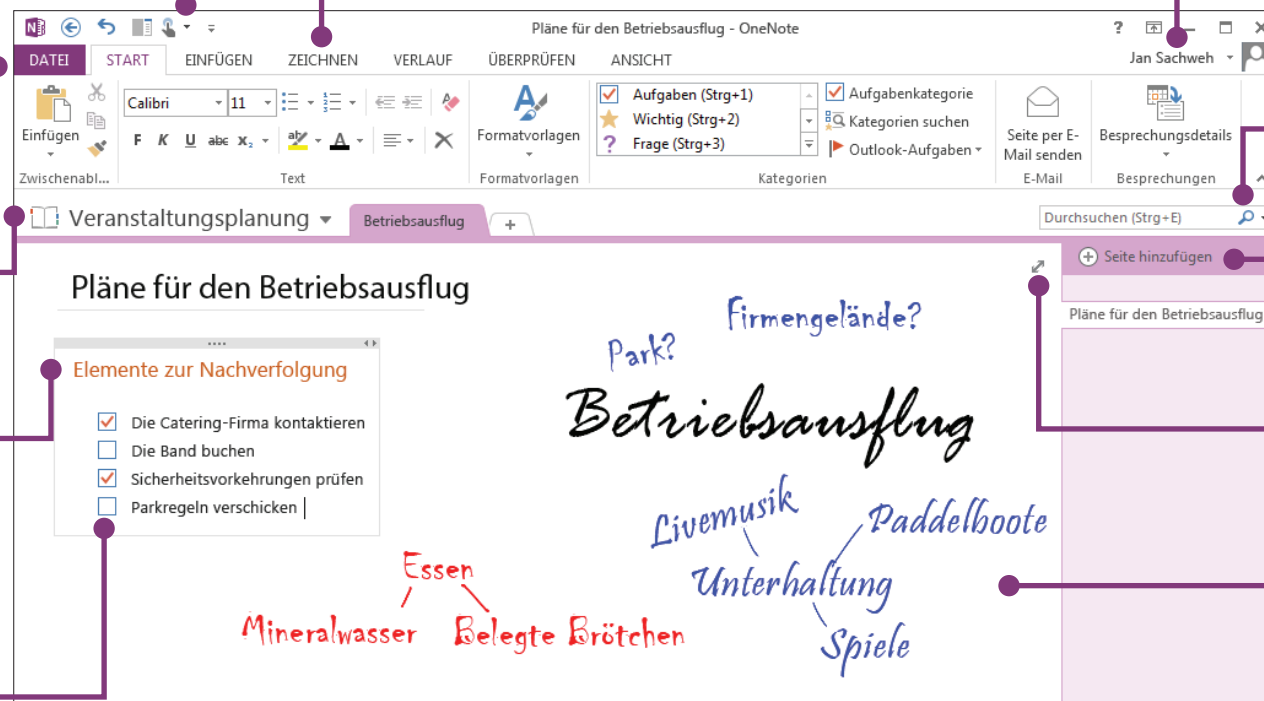 Pläne für den Betriebsausflug - OneNote
?
DATEI START EINFÜGEN ZEICHNEN VERLAUF ÜBERPRÜFEN ANSICHT Jan Sachweh
Einfügen
Zwischenabl...
Calibri 11
F K U abc x₂ aby A
Text
Formatvorlagen
Formatvorlagen
Aufgaben (Strg+1)
Wichtig (Strg+2)
? Frage (Strg+3)
Aufgabenkategorie
Kategorien suchen
Outlook-Aufgaben
Kategorien
Seite per E-
Mail senden
E-Mail
Besprechungsdetails
Besprechungen
Veranstaltungsplanung Betriebsausflug +
Durchsuchen (Strg+E)
Seite hinzufügen
Pläne für den Betriebsausflug
Pläne für den Betriebsausflug
Elemente zur Nachverfolgung
Die Catering-Firma kontaktieren
Die Band buchen
Sicherheitsvorkehrungen prüfen
Parkregeln verschicken
Firmengelände?
Park?
Betriebsausflug
Livemusik
Paddelboote
Unterhaltung
Spiele
Essen
Mineralwasser Belegte Brötchen